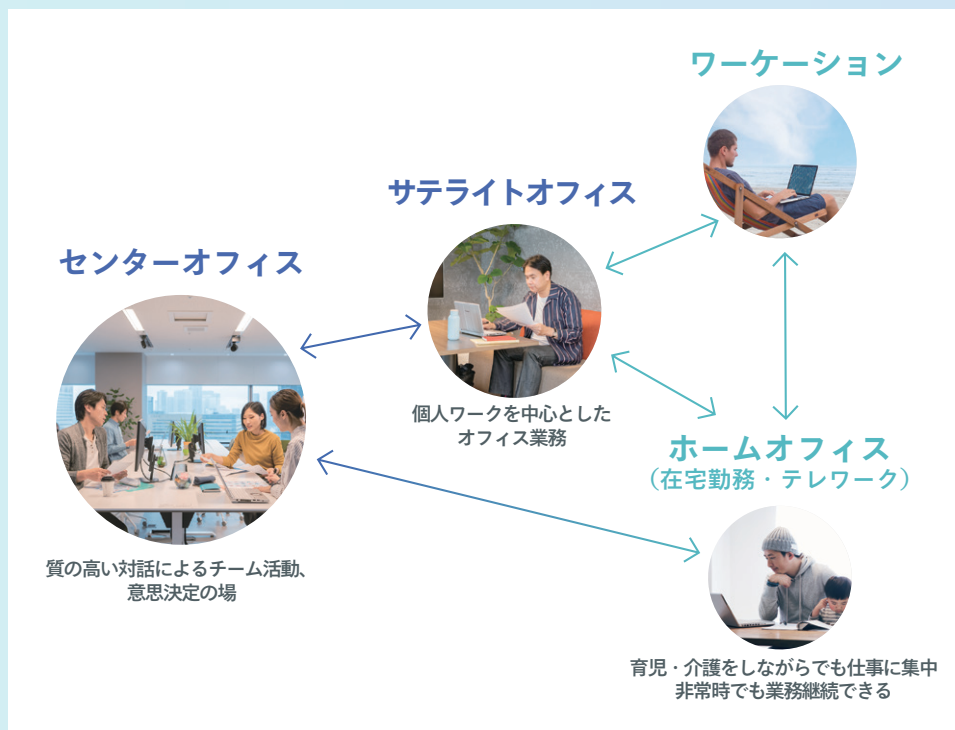 ワーケーション
サテライトオフィス
センターオフィス
個人ワークを中心とした
オフィス業務
ホームオフィス
（在宅勤務・テレワーク）
質の高い対話によるチーム活動、
意思決定の場
育児・介護をしながらでも仕事に集中
非常時でも業務継続できる